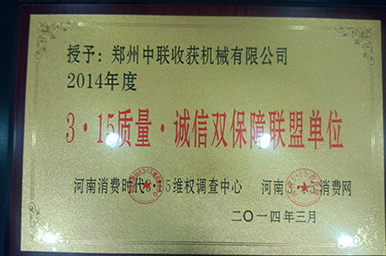 授予：郑州中联收获机械有限公司
2014年度
3·15质量·诚信双保障联盟单位
河南消费时代3·15维权调查中心 河南3·15消费网
二〇一四年三月